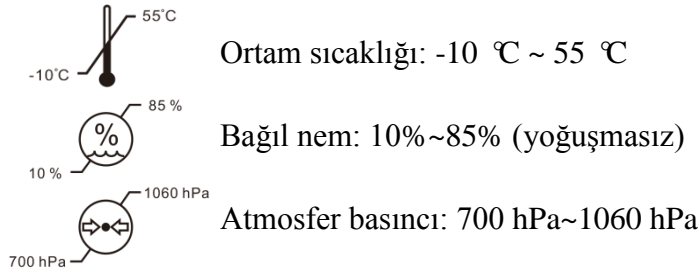 55°C
-10°C
Ortam sıcaklığı: -10 ℃ ~ 55 ℃
85 %
%
10 %
Bağıl nem: 10%~85% (yoğuşmasız)
1060 hPa
700 hPa
Atmosfer basıncı: 700 hPa~1060 hPa